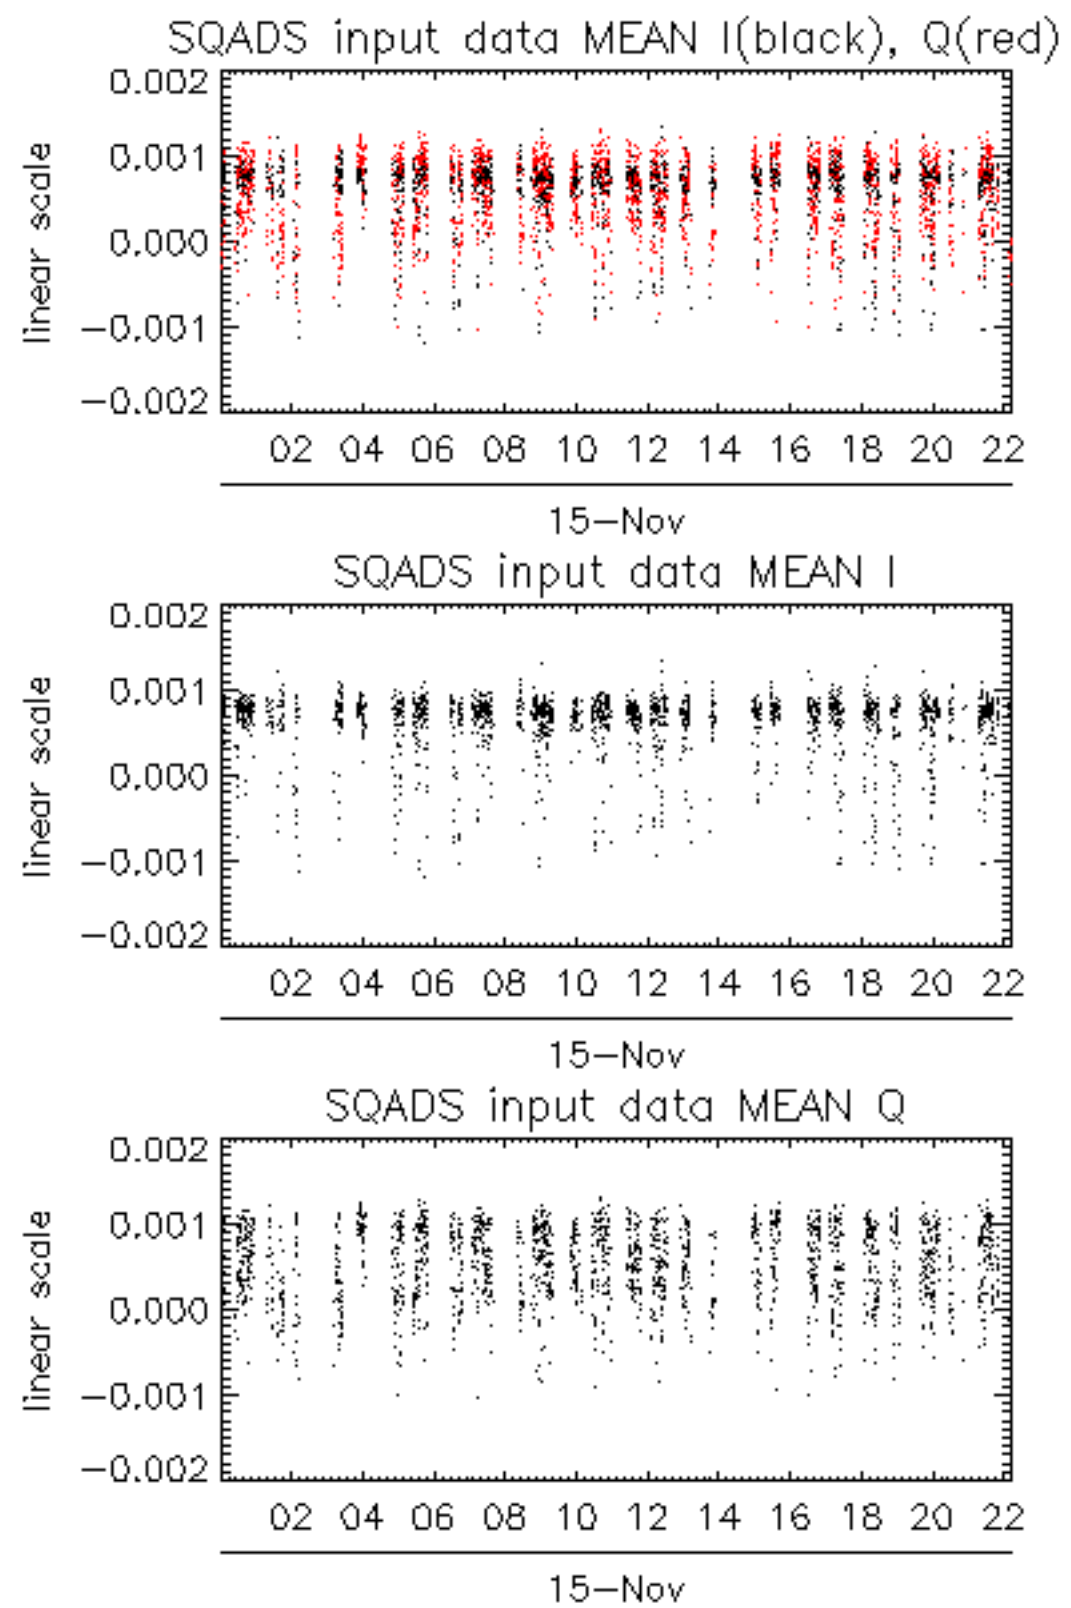 SQADS input data MEAN I(black), Q(red)
0.002
0.001
0.000
−0.001
−0.002
linear scale
02 04 06 08 10 12 14 16 18 20 22
15−Nov
SQADS input data MEAN I
0.002
0.001
0.000
−0.001
−0.002
linear scale
02 04 06 08 10 12 14 16 18 20 22
15−Nov
SQADS input data MEAN Q
0.002
0.001
0.000
−0.001
−0.002
linear scale
02 04 06 08 10 12 14 16 18 20 22
15−Nov